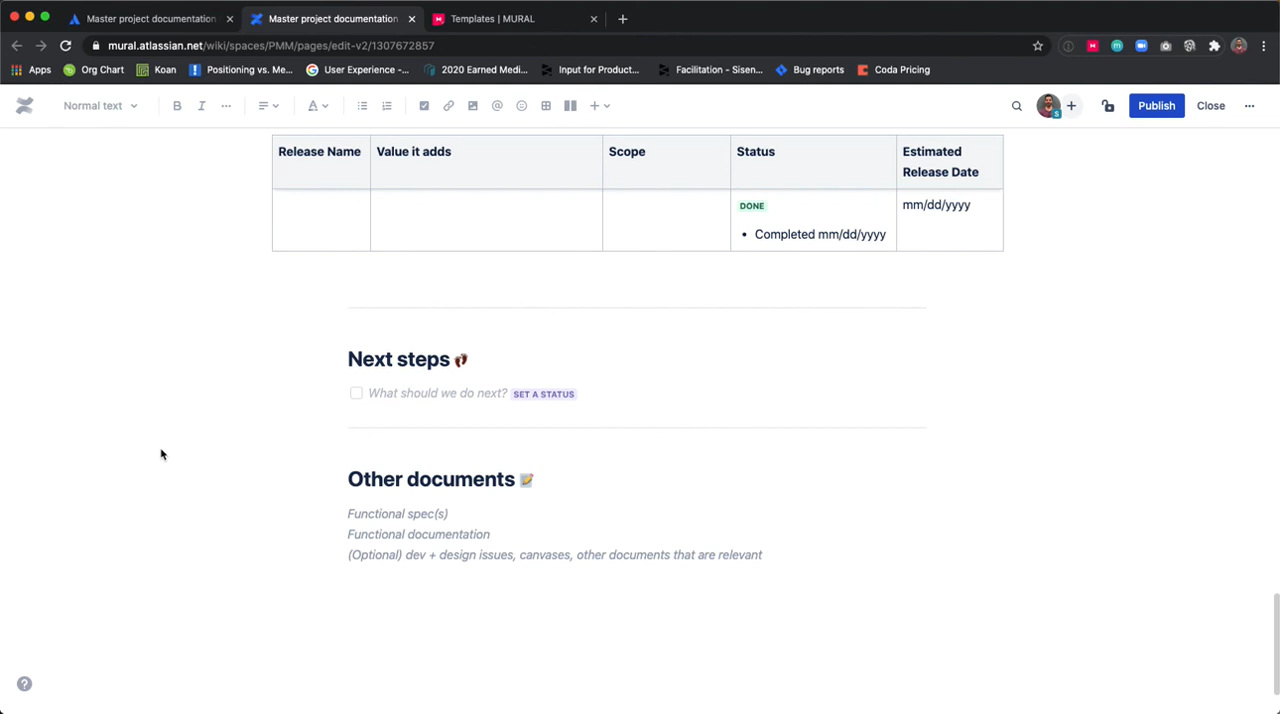 Master project documentation
Master project documentation
Templates | MURAL
mural.atlassian.net/wiki/spaces/PMM/pages/edit-v2/1307672857
Apps
Org Chart
Koan
Positioning vs. Me...
User Experience -...
2020 Earned Medi...
Input for Product...
Facilitation - Sisen...
Bug reports
Coda Pricing
Normal text
B
I
A
Publish
Close
Release Name
Value it adds
Scope
Status
Estimated
Release Date
DONE
mm/dd/yyyy
• Completed mm/dd/yyyy
Next steps
What should we do next? SET A STATUS
Other documents
Functional spec(s)
Functional documentation
(Optional) dev + design issues, canvases, other documents that are relevant